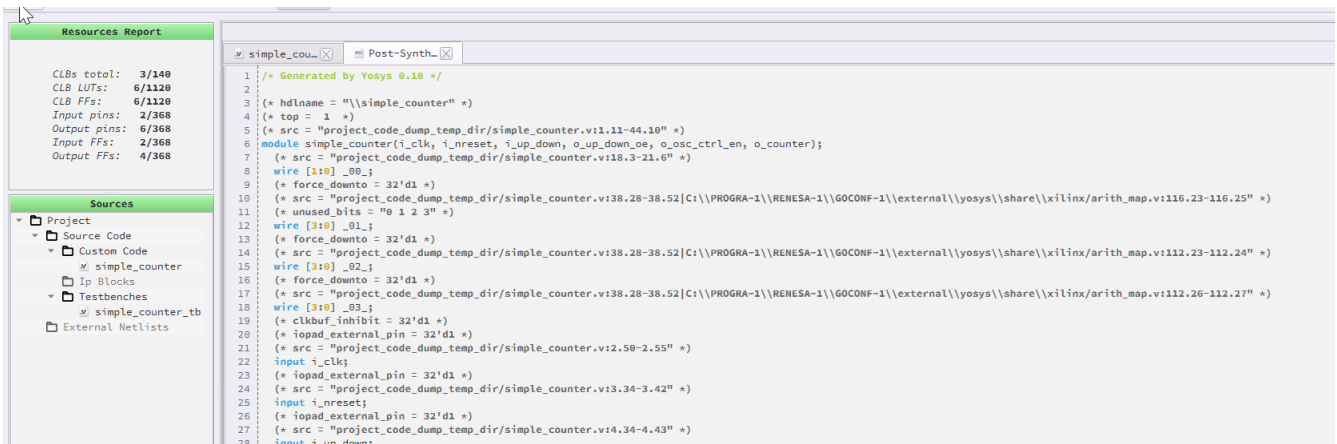 Resources Report
CLBs total: 3/140
CLB LUTs: 6/1120
CLB FFs: 6/1120
Input pins: 2/368
Output pins: 6/368
Input FFs: 2/368
Output FFs: 4/368
Sources
Project
Source Code
Custom Code
simple_counter
Ip Blocks
Testbenches
simple_counter_tb
External Netlists
simple_cou… Post-Synth…
1 /* Generated by Yosys 0.10 */
2
3 (* hdlname = "\\simple_counter" *)
4 (* top = 1 *)
5 (* src = "project_code_dump_temp_dir/simple_counter.v:1.11-44.10" *)
6 module simple_counter(i_clk, i_nreset, i_up_down, o_up_down_oe, o_osc_ctrl_en, o_counter);
7 (* src = "project_code_dump_temp_dir/simple_counter.v:18.3-21.6" *)
8 wire [1:0] _00_;
9 (* force_downto = 32'd1 *)
10 (* src = "project_code_dump_temp_dir/simple_counter.v:38.28-38.52|C:\\PROGRA~1\\RENESA~1\\GOCONF~1\\external\\yosys\\share\\xilinx/arith_map.v:116.23-116.25" *)
11 (* unused_bits = "0 1 2 3" *)
12 wire [3:0] _01_;
13 (* force_downto = 32'd1 *)
14 (* src = "project_code_dump_temp_dir/simple_counter.v:38.28-38.52|C:\\PROGRA~1\\RENESA~1\\GOCONF~1\\external\\yosys\\share\\xilinx/arith_map.v:112.23-112.24" *)
15 wire [3:0] _02_;
16 (* force_downto = 32'd1 *)
17 (* src = "project_code_dump_temp_dir/simple_counter.v:38.28-38.52|C:\\PROGRA~1\\RENESA~1\\GOCONF~1\\external\\yosys\\share\\xilinx/arith_map.v:112.26-112.27" *)
18 wire [3:0] _03_;
19 (* clkbuf_inhibit = 32'd1 *)
20 (* iopad_external_pin = 32'd1 *)
21 (* src = "project_code_dump_temp_dir/simple_counter.v:2.50-2.55" *)
22 input i_clk;
23 (* iopad_external_pin = 32'd1 *)
24 (* src = "project_code_dump_temp_dir/simple_counter.v:3.34-3.42" *)
25 input i_nreset;
26 (* iopad_external_pin = 32'd1 *)
27 (* src = "project_code_dump_temp_dir/simple_counter.v:4.34-4.43" *)
28 input i_up_down;